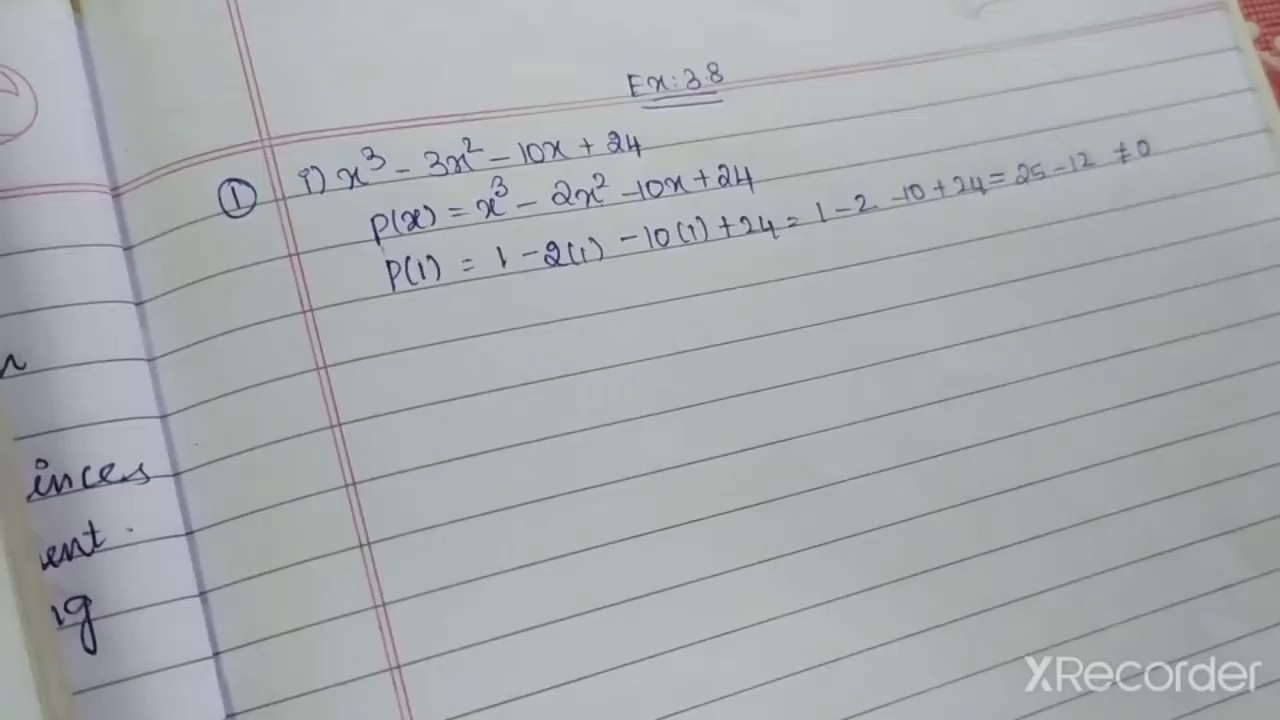 Ex: 3.8
① i) x³ - 3x² - 10x + 24
p(x) = x³ - 2x² - 10x + 24
p(1) = 1 - 2(1) - 10(1) + 24 = 1 - 2 - 10 + 24 = 25 - 12 ≠ 0
inces
ent.
XRecorder